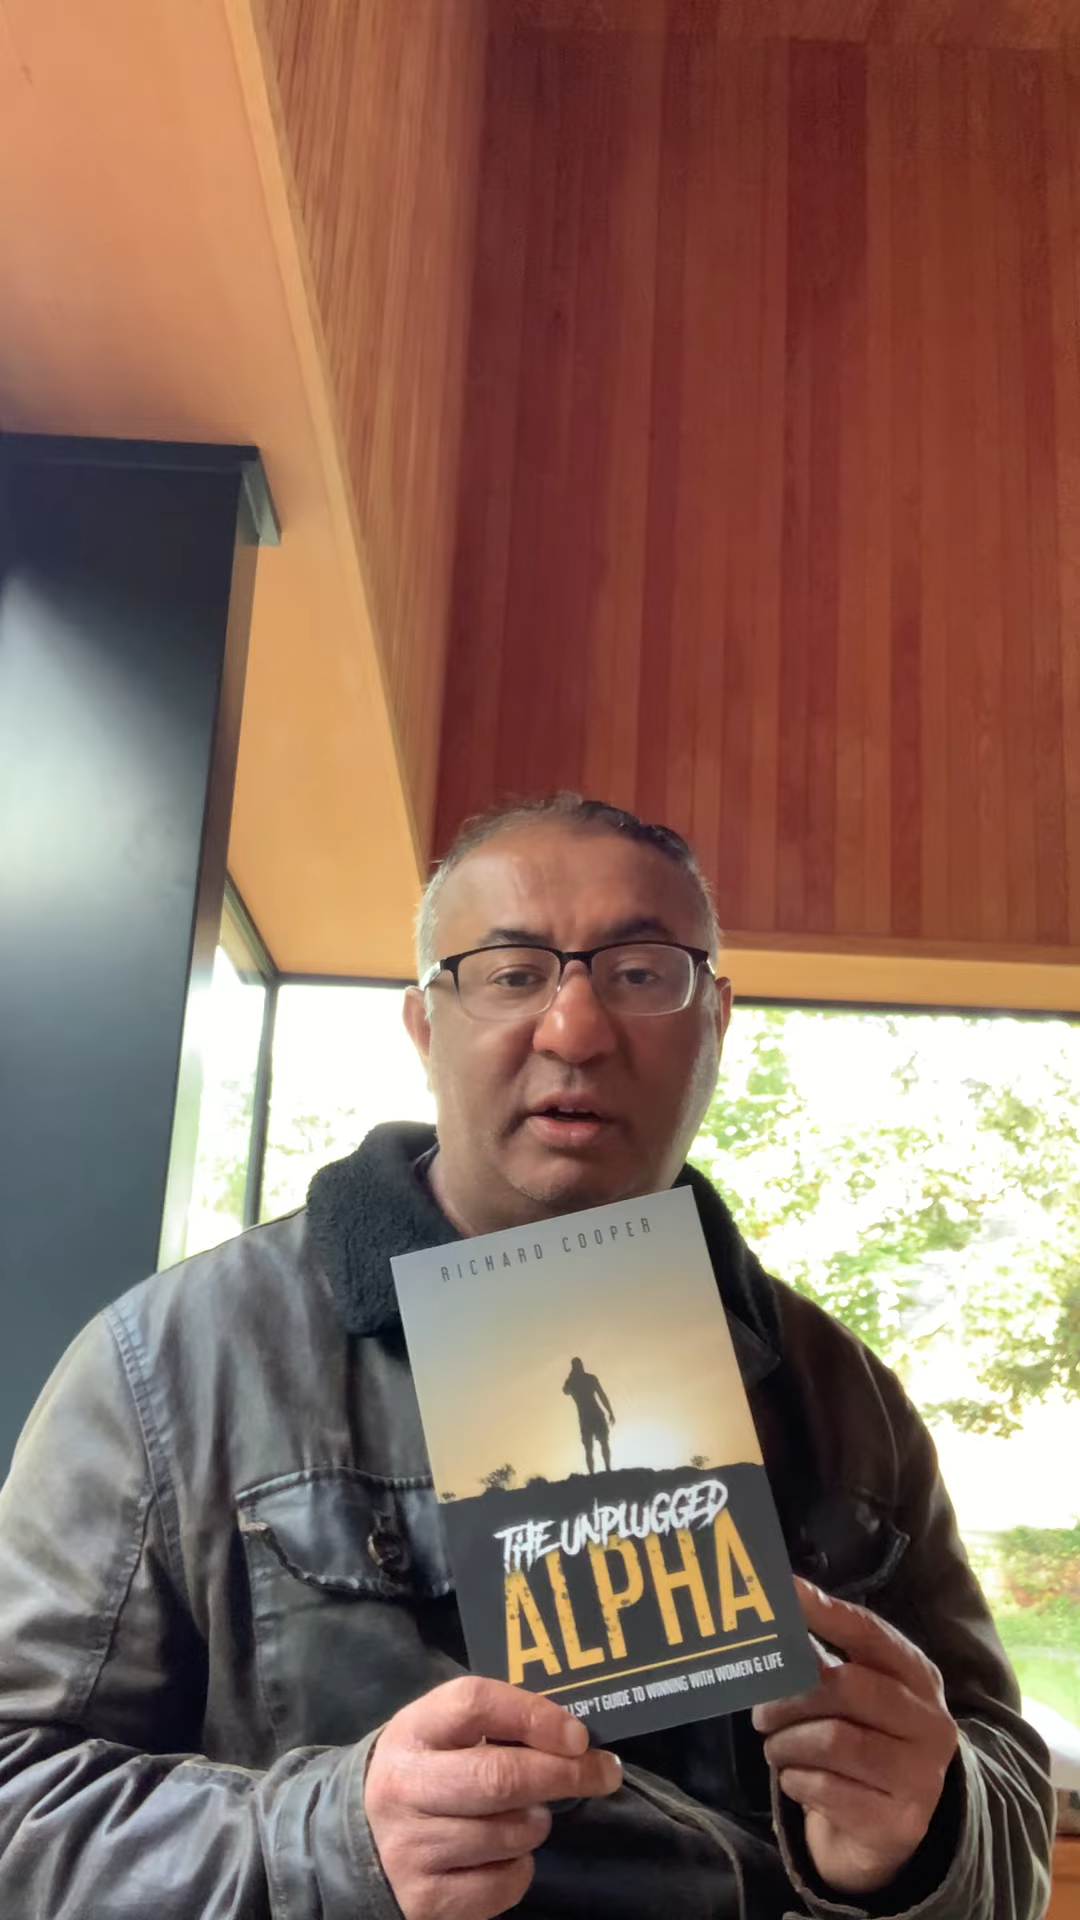 RICHARD COOPER
THE UNPLUGGED
ALPHA
GUIDE TO WINNING WITH WOMEN & LIFE